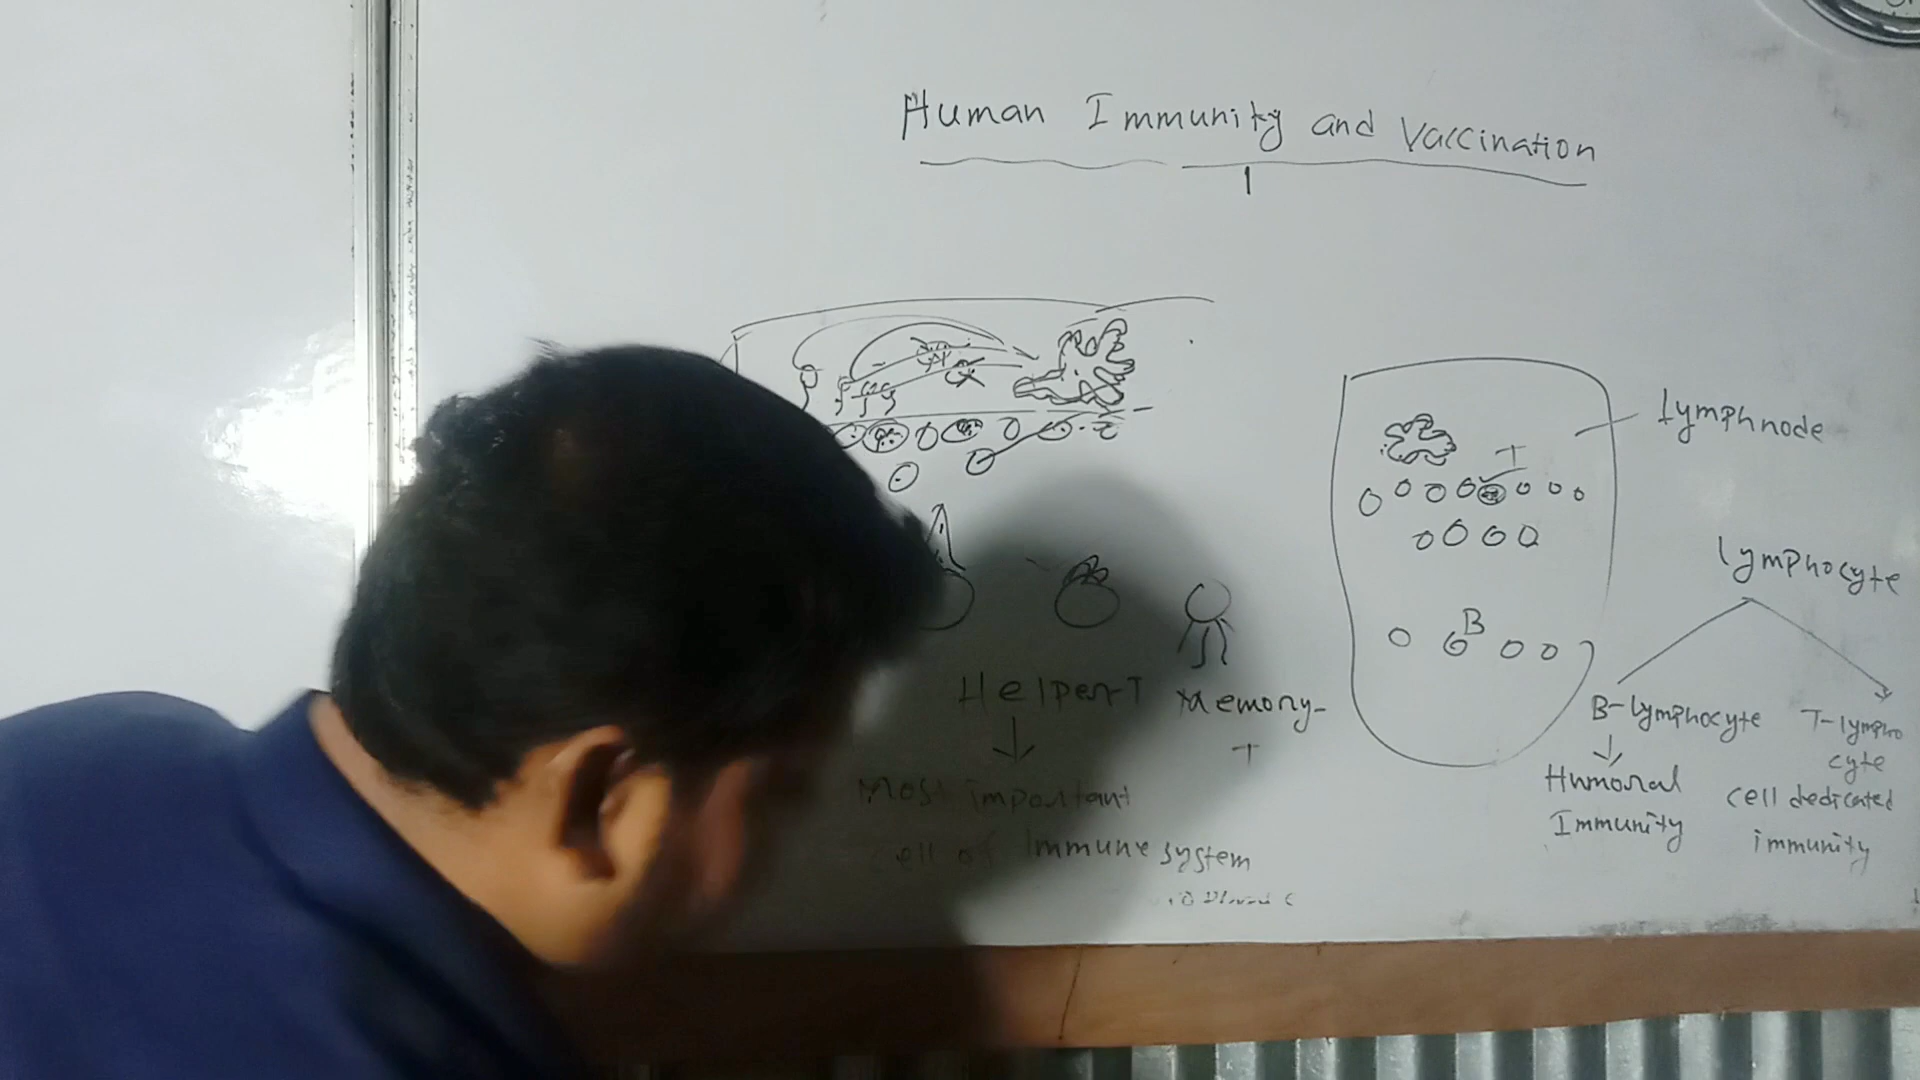 Human Immunity and Vaccination
1
Lymphnode
T
B
Lymphocyte
B-Lymphocyte
T-lympho
cyte
Humoral
Immunity
cell dedicated
immunity
Helper-T
Memory-
T
Most important
cell of Immune system